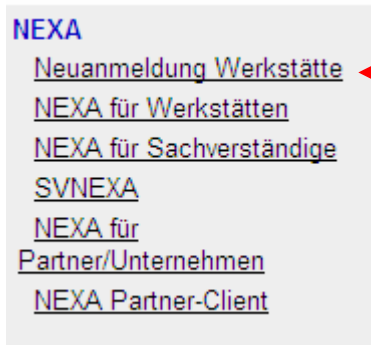 NEXA
Neuanmeldung Werkstätte
NEXA für Werkstätten
NEXA für Sachverständige
SVNEXA
NEXA für
Partner/Unternehmen
NEXA Partner-Client